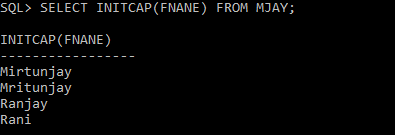 SQL> SELECT INITCAP(FNANE) FROM MJAY;
INITCAP(FNANE)
-----------------
Mirtunjay
Mritunjay
Ranjay
Rani